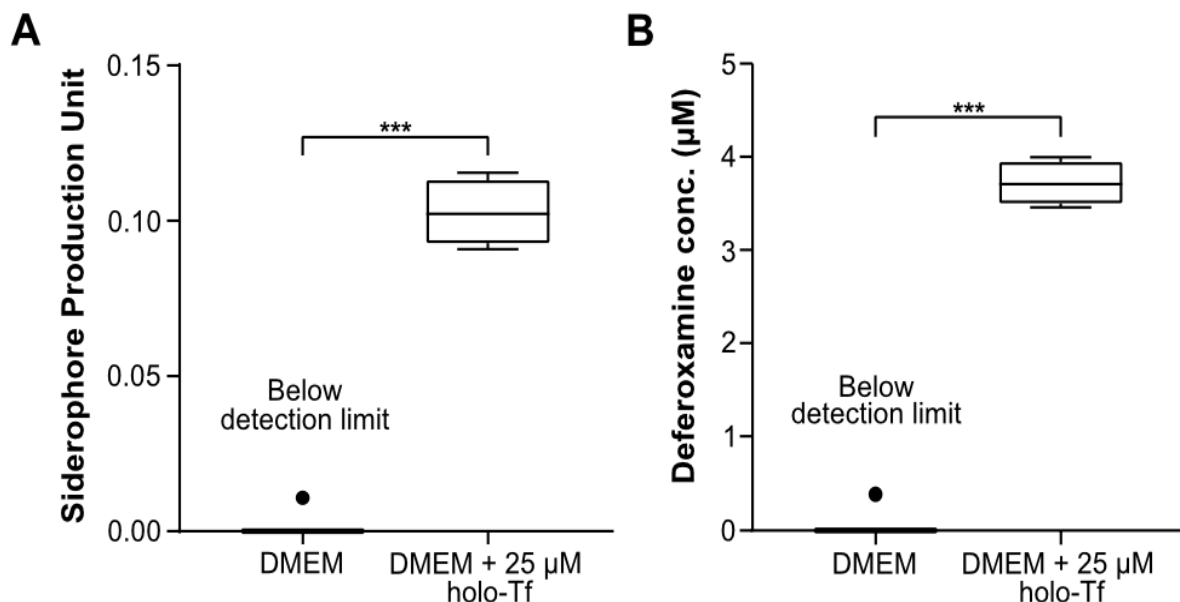 A
Siderophore Production Unit
0.15
0.10
0.05
0.00
***
Below
detection limit
DMEM
DMEM + 25 µM
holo-Tf
B
Deferoxamine conc. (µM)
5
4
3
2
1
0
***
Below
detection limit
DMEM
DMEM + 25 µM
holo-Tf